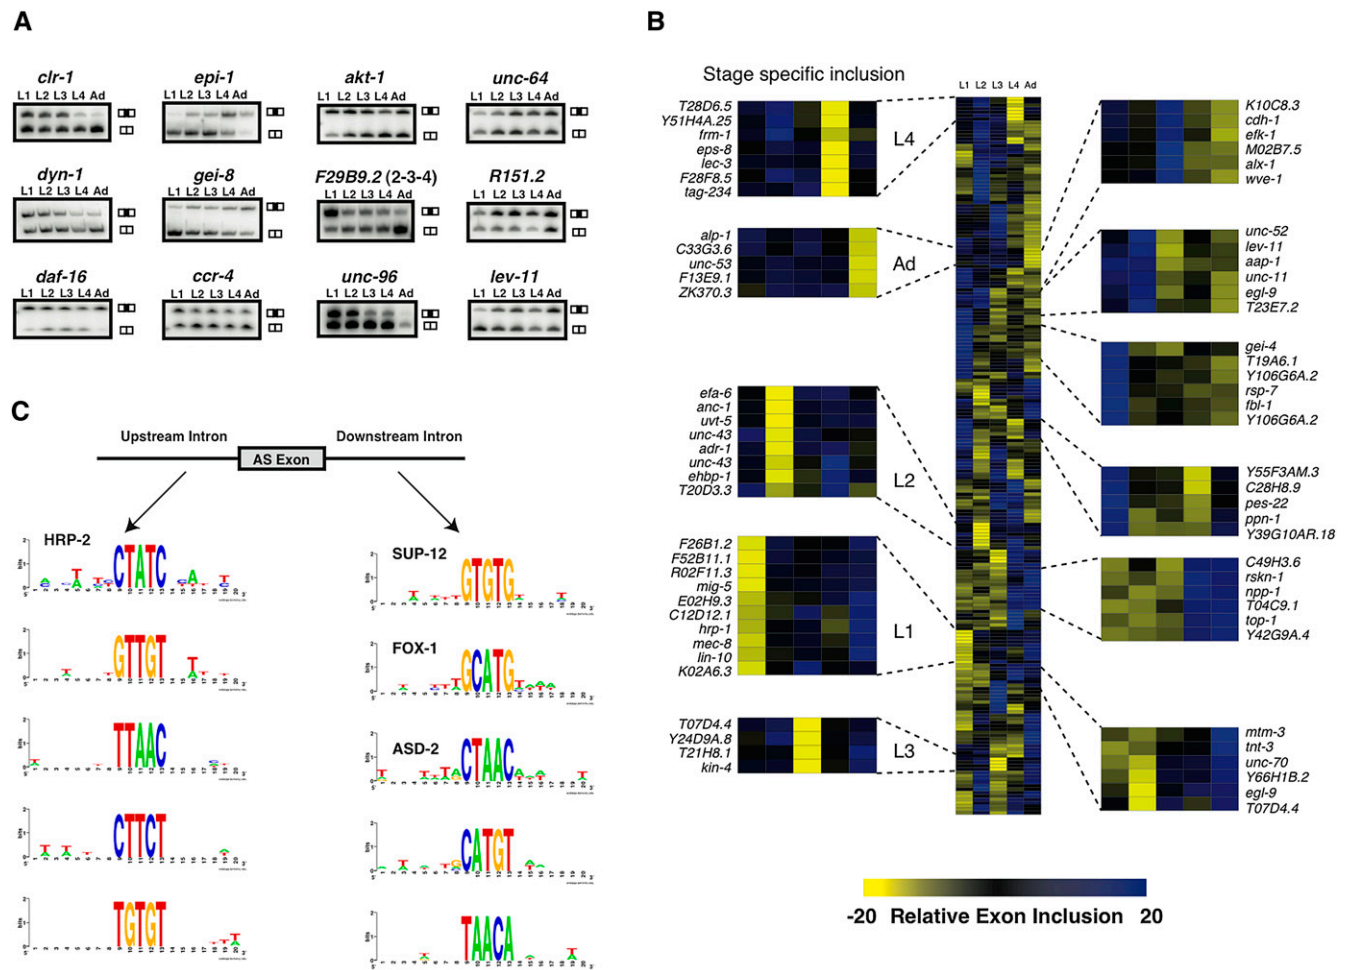 A
clr-1
L1 L2 L3 L4 Ad
epi-1
L1 L2 L3 L4 Ad
akt-1
L1 L2 L3 L4 Ad
unc-64
L1 L2 L3 L4 Ad
dyn-1
L1 L2 L3 L4 Ad
gei-8
L1 L2 L3 L4 Ad
F29B9.2 (2-3-4)
L1 L2 L3 L4 Ad
R151.2
L1 L2 L3 L4 Ad
daf-16
L1 L2 L3 L4 Ad
ccr-4
L1 L2 L3 L4 Ad
unc-96
L1 L2 L3 L4 Ad
lev-11
L1 L2 L3 L4 Ad
B
Stage specific inclusion
L1 L2 L3 L4 Ad
T28D6.5
Y51H4A.25
frm-1
eps-8
lec-3
F28F8.5
tag-234
L4
alp-1
C33G3.6
unc-53
F13E9.1
ZK370.3
Ad
efa-6
anc-1
uvt-5
unc-43
adr-1
unc-43
ehbp-1
T20D3.3
L2
F26B1.2
F52B11.1
R02F11.3
mig-5
E02H9.3
C12D12.1
hrp-1
mec-8
lin-10
K02A6.3
L1
T07D4.4
Y24D9A.8
T21H8.1
kin-4
L3
K10C8.3
cdh-1
efk-1
M02B7.5
alx-1
wve-1
unc-52
lev-11
aap-1
unc-11
egl-9
T23E7.2
gei-4
T19A6.1
Y106G6A.2
rsp-7
fbl-1
Y106G6A.2
Y55F3AM.3
C28H8.9
pes-22
ppn-1
Y39G10AR.18
C49H3.6
rskn-1
npp-1
T04C9.1
top-1
Y42G9A.4
mtm-3
tnt-3
unc-70
Y66H1B.2
egl-9
T07D4.4
-20 Relative Exon Inclusion 20
C
Upstream Intron
Downstream Intron
AS Exon
HRP-2
CTATC
GTTGT
TTAAC
CTTCT
TGTGT
SUP-12
GTGTG
FOX-1
GCATG
ASD-2
CTAAC
CATGT
TAACA